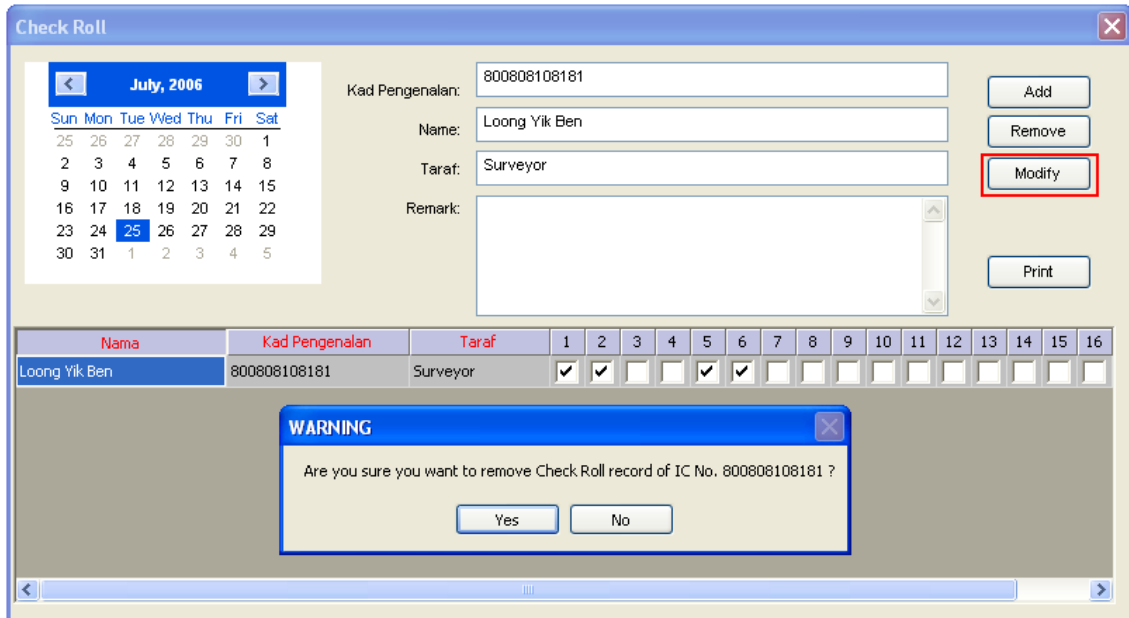 Check Roll
July, 2006
Sun Mon Tue Wed Thu Fri Sat
25 26 27 28 29 30 1
2 3 4 5 6 7 8
9 10 11 12 13 14 15
16 17 18 19 20 21 22
23 24 25 26 27 28 29
30 31 1 2 3 4 5
Kad Pengenalan: 800808108181
Name: Loong Yik Ben
Taraf: Surveyor
Remark:
Add
Remove
Modify
Print
Nama Kad Pengenalan Taraf 1 2 3 4 5 6 7 8 9 10 11 12 13 14 15 16
Loong Yik Ben 800808108181 Surveyor
WARNING
Are you sure you want to remove Check Roll record of IC No. 800808108181 ?
Yes No